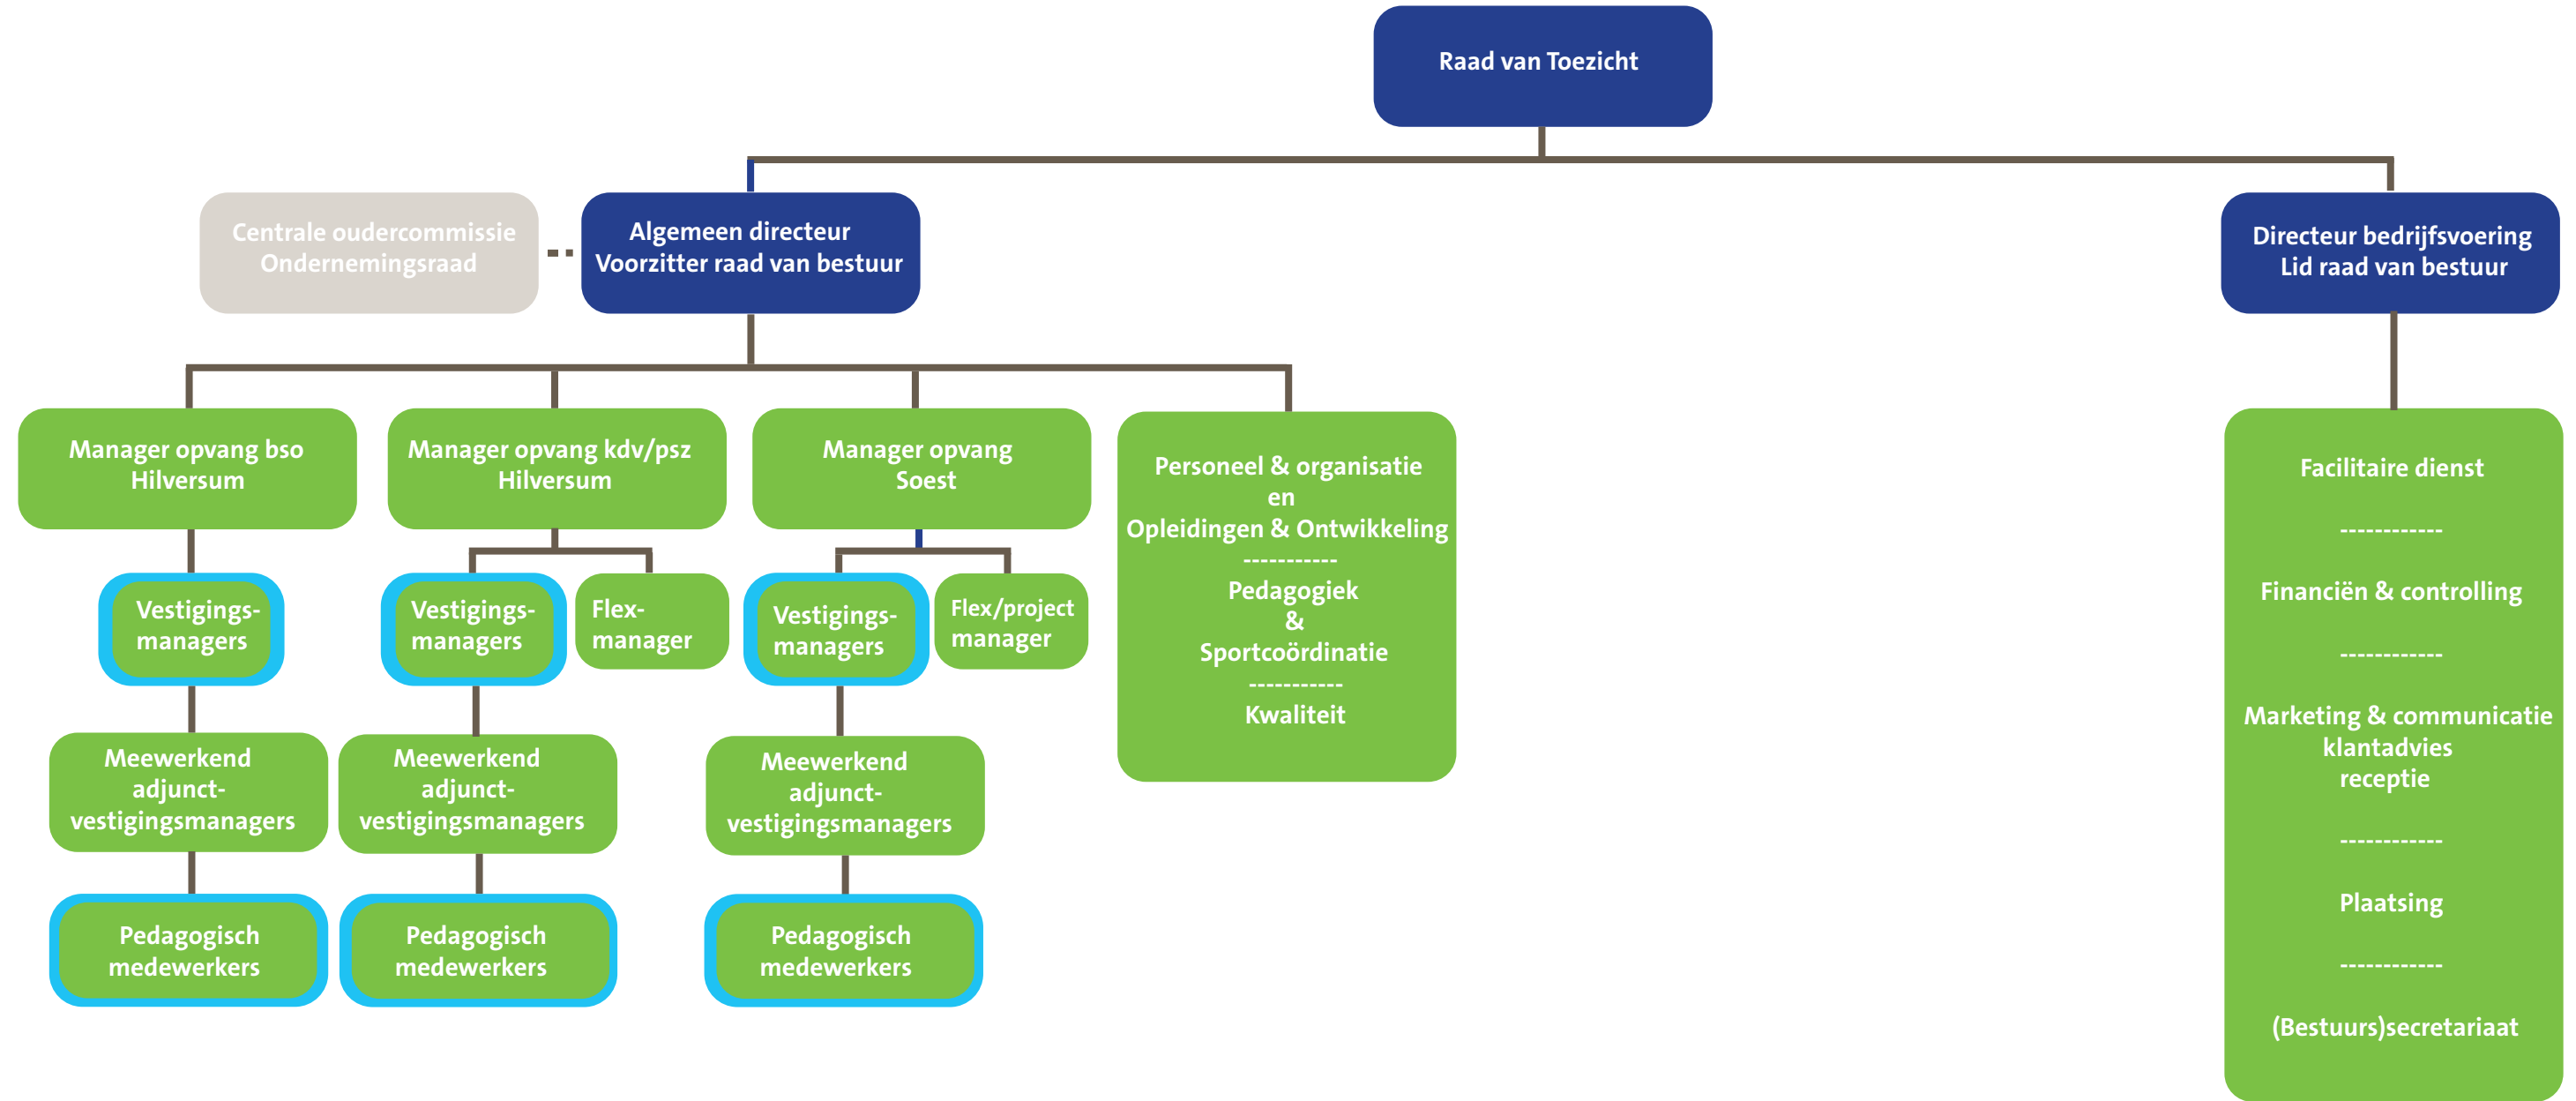 Raad van Toezicht
Centrale oudercommissie
Ondernemingsraad
Algemeen directeur
Voorzitter raad van bestuur
Directeur bedrijfsvoering
Lid raad van bestuur
Manager opvang bso
Hilversum
Manager opvang kdv/psz
Hilversum
Manager opvang
Soest
Personeel & organisatie
en
Opleidingen & Ontwikkeling
-----------
Pedagogiek
&
Sportcoördinatie
-----------
Kwaliteit
Facilitaire dienst
------------
Financiën & controlling
------------
Marketing & communicatie
klantadvies
receptie
------------
Plaatsing
------------
(Bestuurs)secretariaat
Vestigings-
managers
Vestigings-
managers
Flex-
manager
Vestigings-
managers
Flex/project
manager
Meewerkend
adjunct-
vestigingsmanagers
Meewerkend
adjunct-
vestigingsmanagers
Meewerkend
adjunct-
vestigingsmanagers
Pedagogisch
medewerkers
Pedagogisch
medewerkers
Pedagogisch
medewerkers